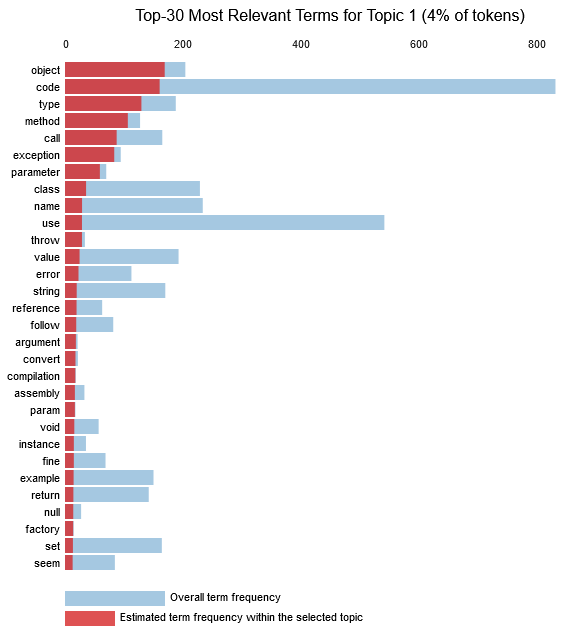 Top-30 Most Relevant Terms for Topic 1 (4% of tokens)
0 200 400 600 800
object
code
type
method
call
exception
parameter
class
name
use
throw
value
error
string
reference
follow
argument
convert
compilation
assembly
param
void
instance
fine
example
return
null
factory
set
seem
Overall term frequency
Estimated term frequency within the selected topic